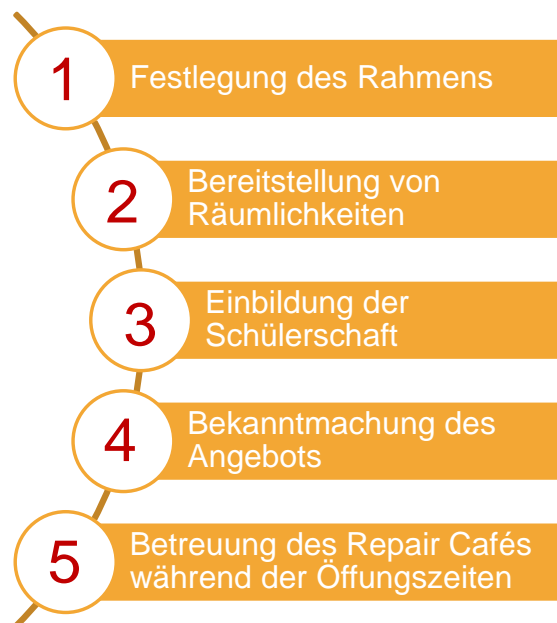 1
Festlegung des Rahmens
2
Bereitstellung von
Räumlichkeiten
3
Einbildung der
Schülerschaft
4
Bekanntmachung des
Angebots
5
Betreuung des Repair Cafés
während der Öffungszeiten